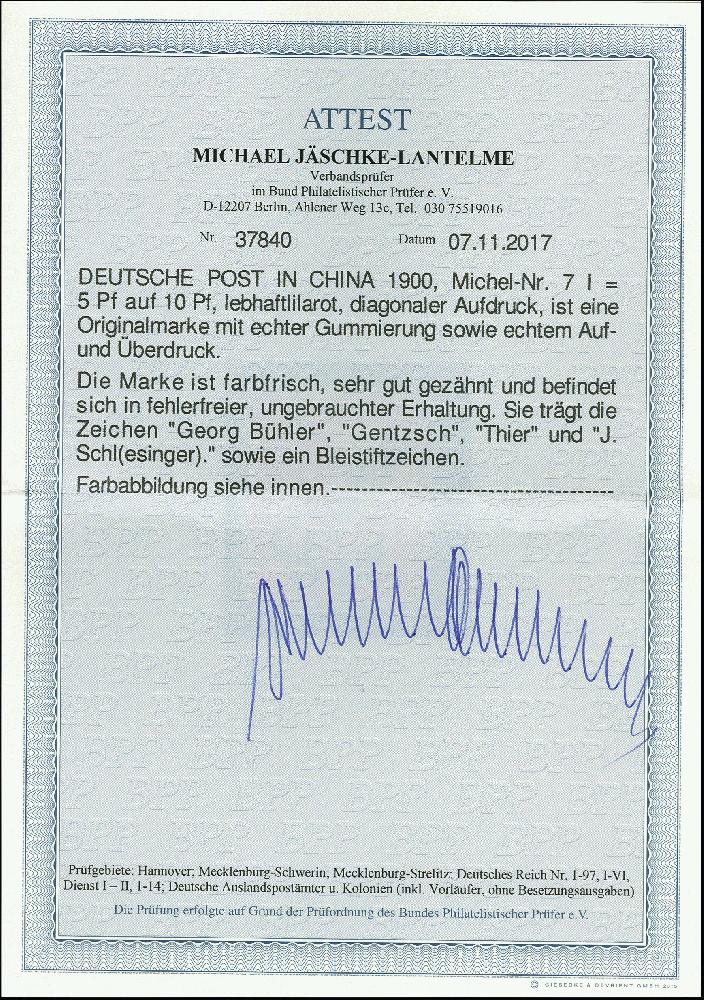 ATTEST
MICHAEL JÄSCHKE-LANTELME
Verbandsprüfer
im Bund Philatelistischer Prüfer e. V.
D-12207 Berlin, Ahlener Weg 13c, Tel. 030 75519016
Nr. 37840 Datum 07.11.2017
DEUTSCHE POST IN CHINA 1900, Michel-Nr. 7 I =
5 Pf auf 10 Pf, lebhaftlilarot, diagonaler Aufdruck, ist eine
Originalmarke mit echter Gummierung sowie echtem Auf-
und Überdruck.
Die Marke ist farbfrisch, sehr gut gezähnt und befindet
sich in fehlerfreier, ungebrauchter Erhaltung. Sie trägt die
Zeichen "Georg Bühler", "Gentzsch", "Thier" und "J.
Schl(esinger)." sowie ein Bleistiftzeichen.
Farbabbildung siehe innen.--------------------------------------
Prüfgebiete: Hannover; Mecklenburg-Schwerin, Mecklenburg-Strelitz; Deutsches Reich Nr. 1-97, I-VI,
Dienst I – II, 1-14; Deutsche Auslandspostämter u. Kolonien (inkl. Vorläufer, ohne Besetzungsausgaben)
Die Prüfung erfolgte auf Grund der Prüfordnung des Bundes Philatelistischer Prüfer e.V.
© GIESECKE & DEVRIENT GMBH